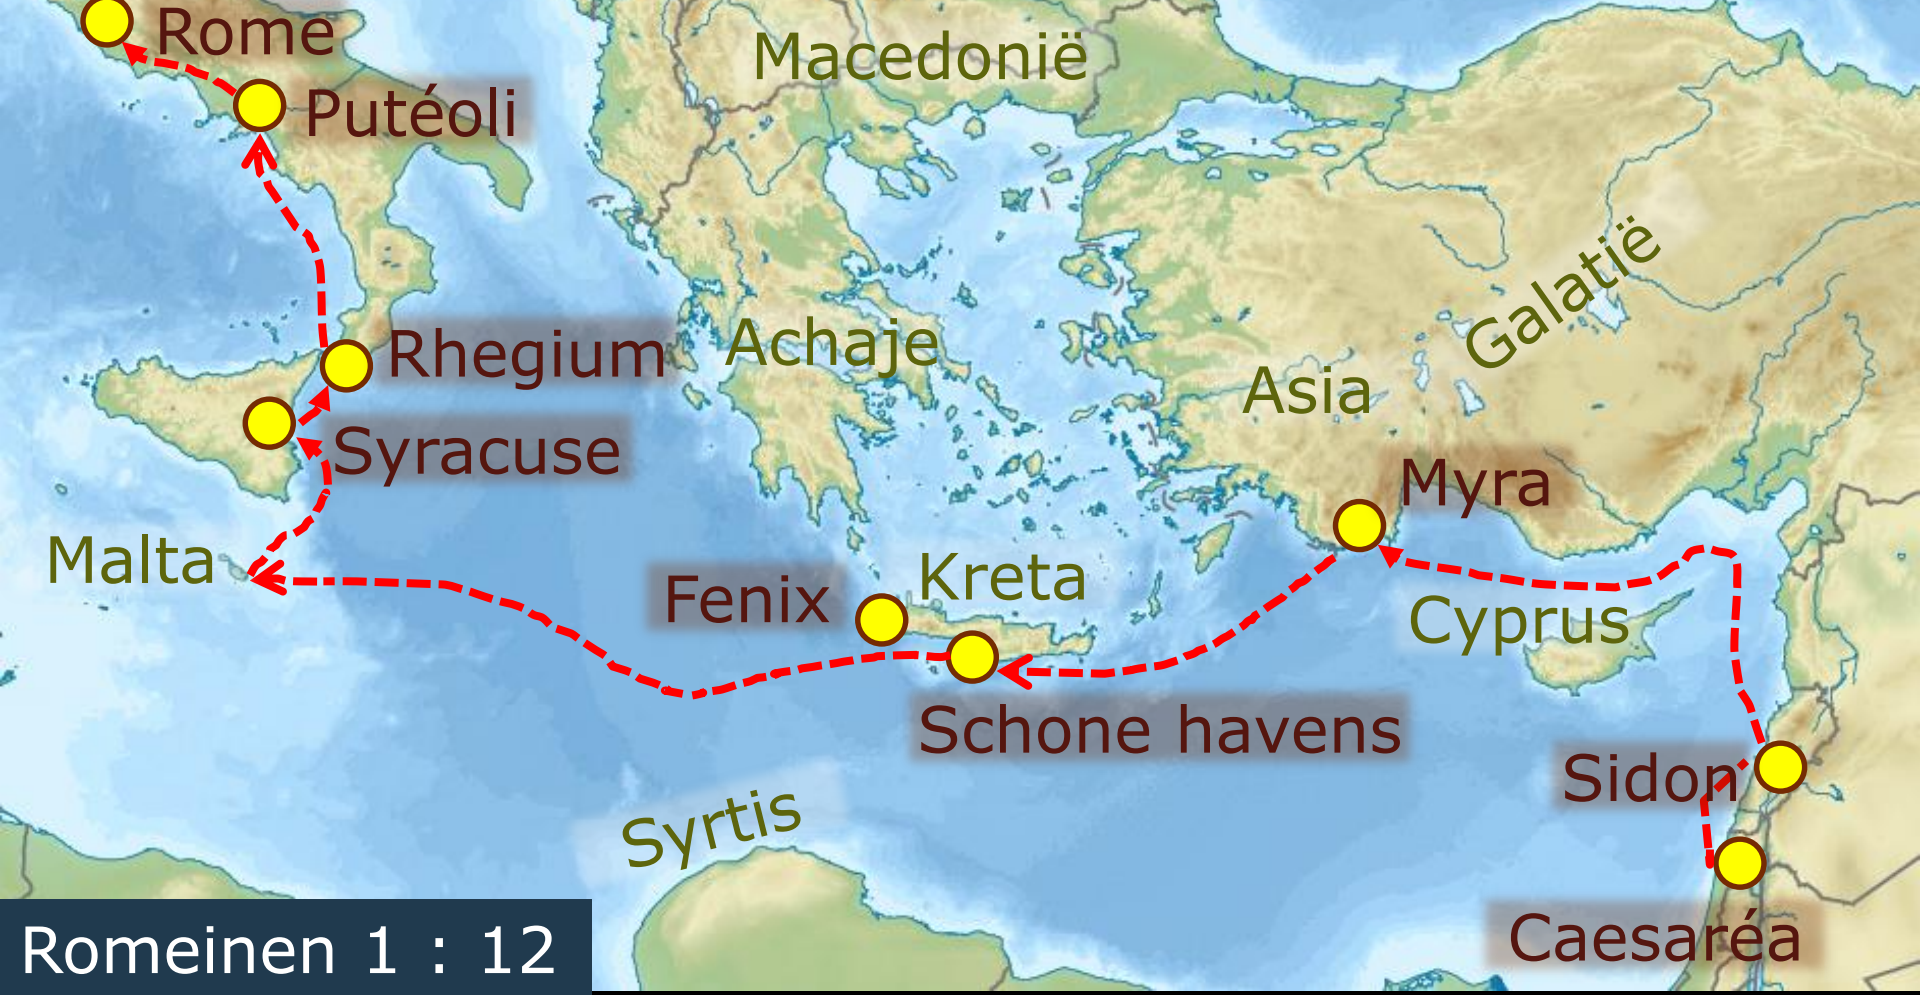 Rome
Macedonië
Putéoli
Galatië
Rhegium
Achaje
Asia
Syracuse
Myra
Malta
Kreta
Fenix
Cyprus
Schone havens
Sidon
Syrtis
Caesaréa
Romeinen 1 : 12